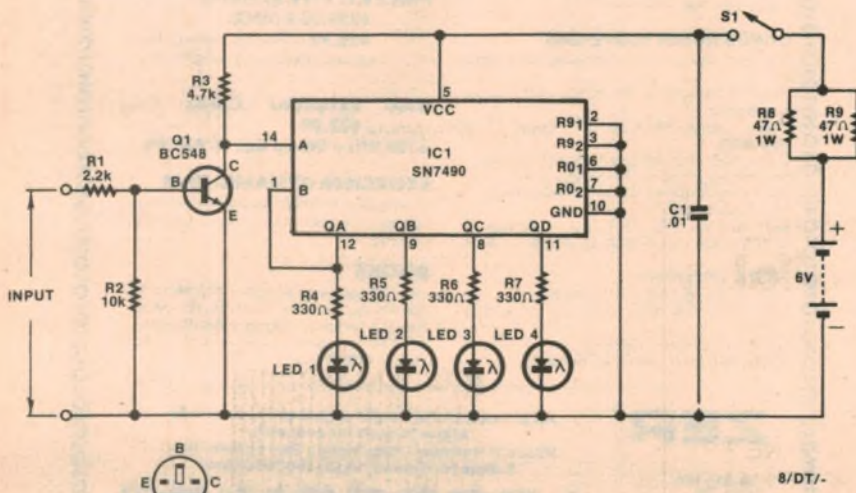 S1
R3
4.7k
5
VCC
R8
47Ω
1W
R9
47Ω
1W
Q1
BC548
14
A
IC1
SN7490
R9₁
2
R9₂
3
R0₁
6
R0₂
7
GND
10
R1
2.2k
B
C
E
1
B
C1
.01
QA
QB
QC
QD
12
9
8
11
+
6V
−
INPUT
R2
10k
R4
330Ω
R5
330Ω
R6
330Ω
R7
330Ω
LED 1
λ
LED 2
λ
LED 3
λ
LED 4
λ
B
E
C
8/DT/-